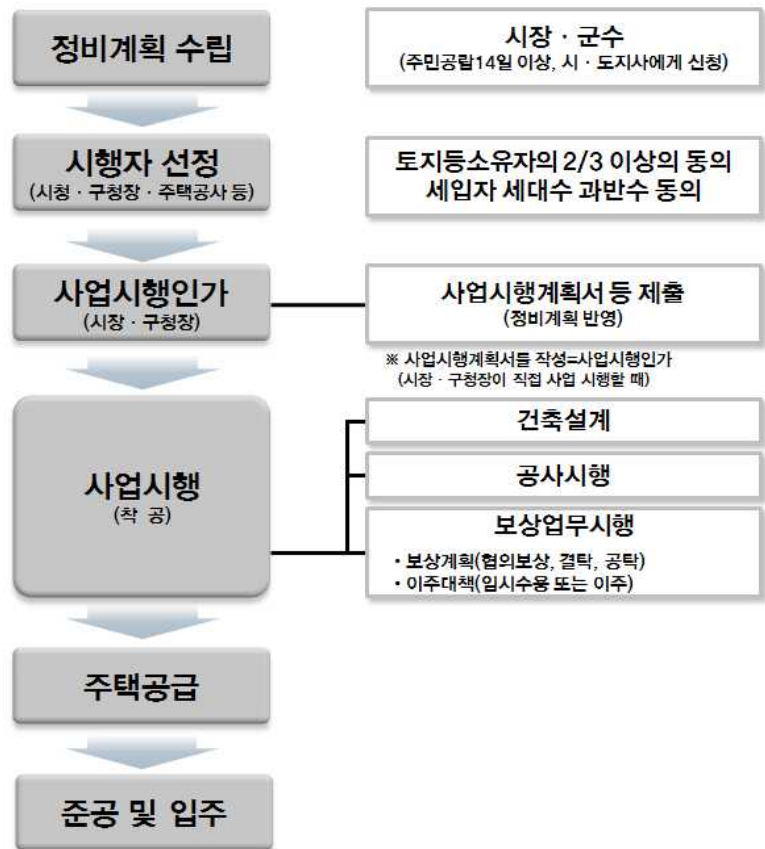 정비계획 수립
시장 · 군수
(주민공람14일 이상, 시 · 도지사에게 신청)
시행자 선정
(시청 · 구청장 · 주택공사 등)
토지등소유자의 2/3 이상의 동의
세입자 세대수 과반수 동의
사업시행인가
(시장 · 구청장)
사업시행계획서 등 제출
(정비계획 반영)
※ 사업시행계획서를 작성=사업시행인가
(시장 · 구청장이 직접 사업 시행할 때)
사업시행
(착 공)
건축설계
공사시행
보상업무시행
· 보상계획(협의보상, 결탁, 공탁)
· 이주대책(임시수용 또는 이주)
주택공급
준공 및 입주